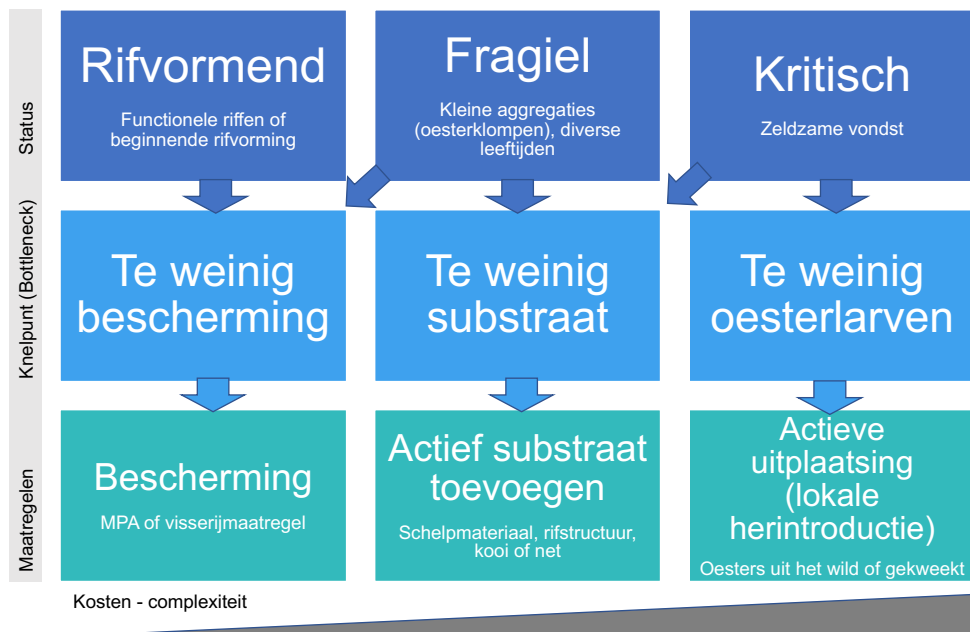 Status
Rifvormend
Functionele riffen of
beginnende rifvorming
Fragiel
Kleine aggregaties
(oesterklompen), diverse
leeftijden
Kritisch
Zeldzame vondst
Knelpunt (Bottleneck)
Te weinig
bescherming
Te weinig
substraat
Te weinig
oesterlarven
Maatregelen
Bescherming
MPA of visserijmaatregel
Actief substraat
toevoegen
Schelpmateriaal, rifstructuur,
kooi of net
Actieve
uitplaatsing
(lokale
herintroductie)
Oesters uit het wild of gekweekt
Kosten - complexiteit